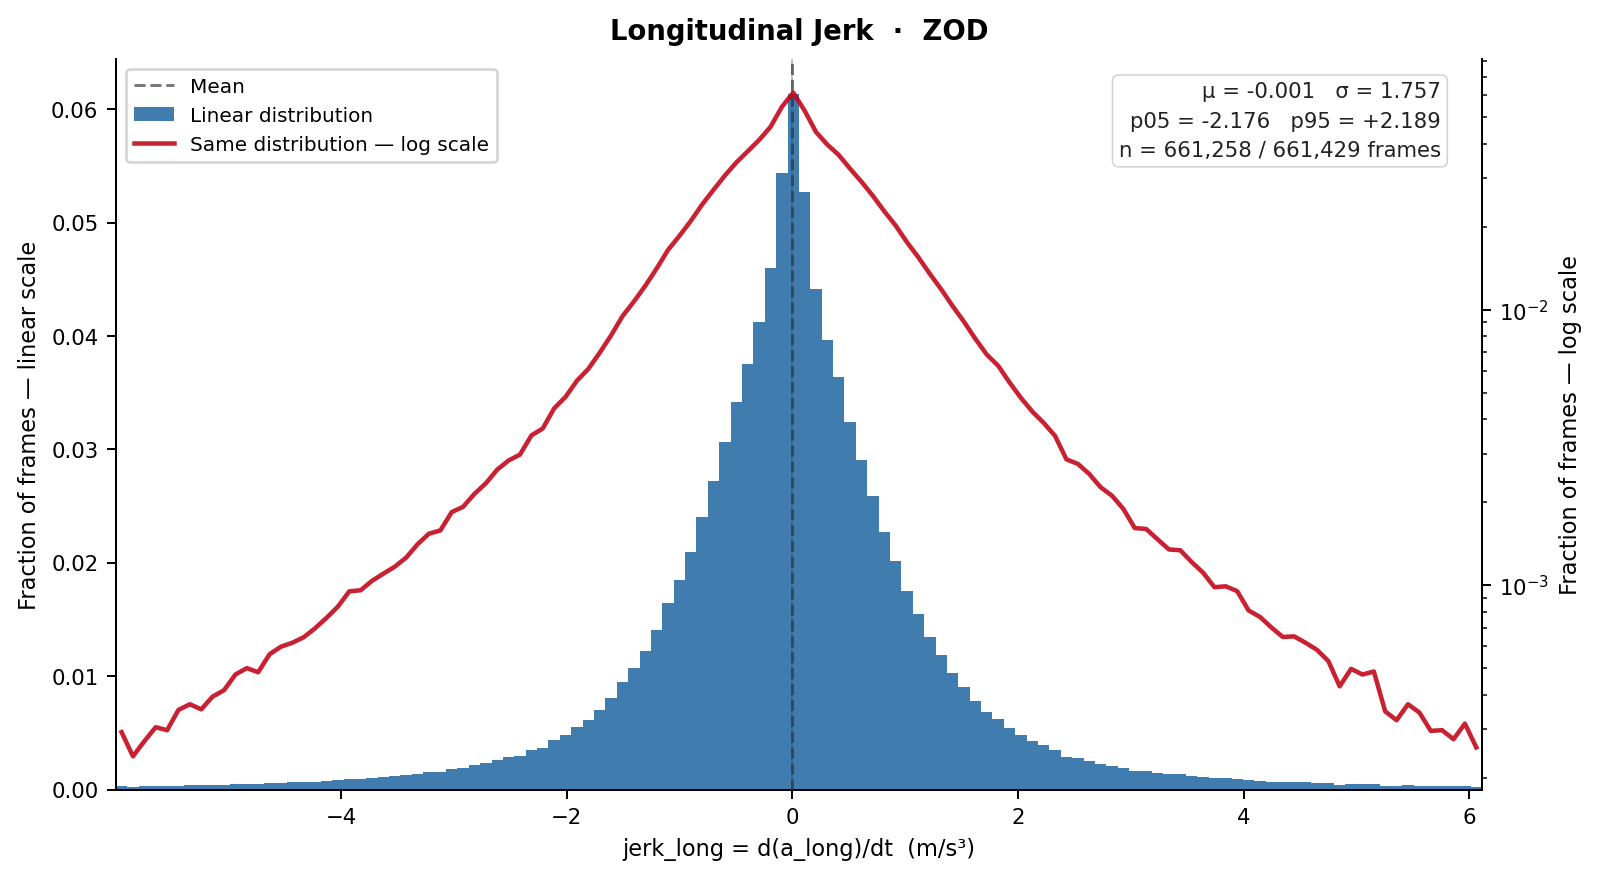 Longitudinal Jerk · ZOD
Mean
Linear distribution
Same distribution — log scale
μ = -0.001 σ = 1.757
p05 = -2.176 p95 = +2.189
n = 661,258 / 661,429 frames
Fraction of frames — linear scale
0.06
0.05
0.04
0.03
0.02
0.01
0.00
−4
−2
0
2
4
6
jerk_long = d(a_long)/dt (m/s³)
10⁻²
10⁻³
Fraction of frames — log scale